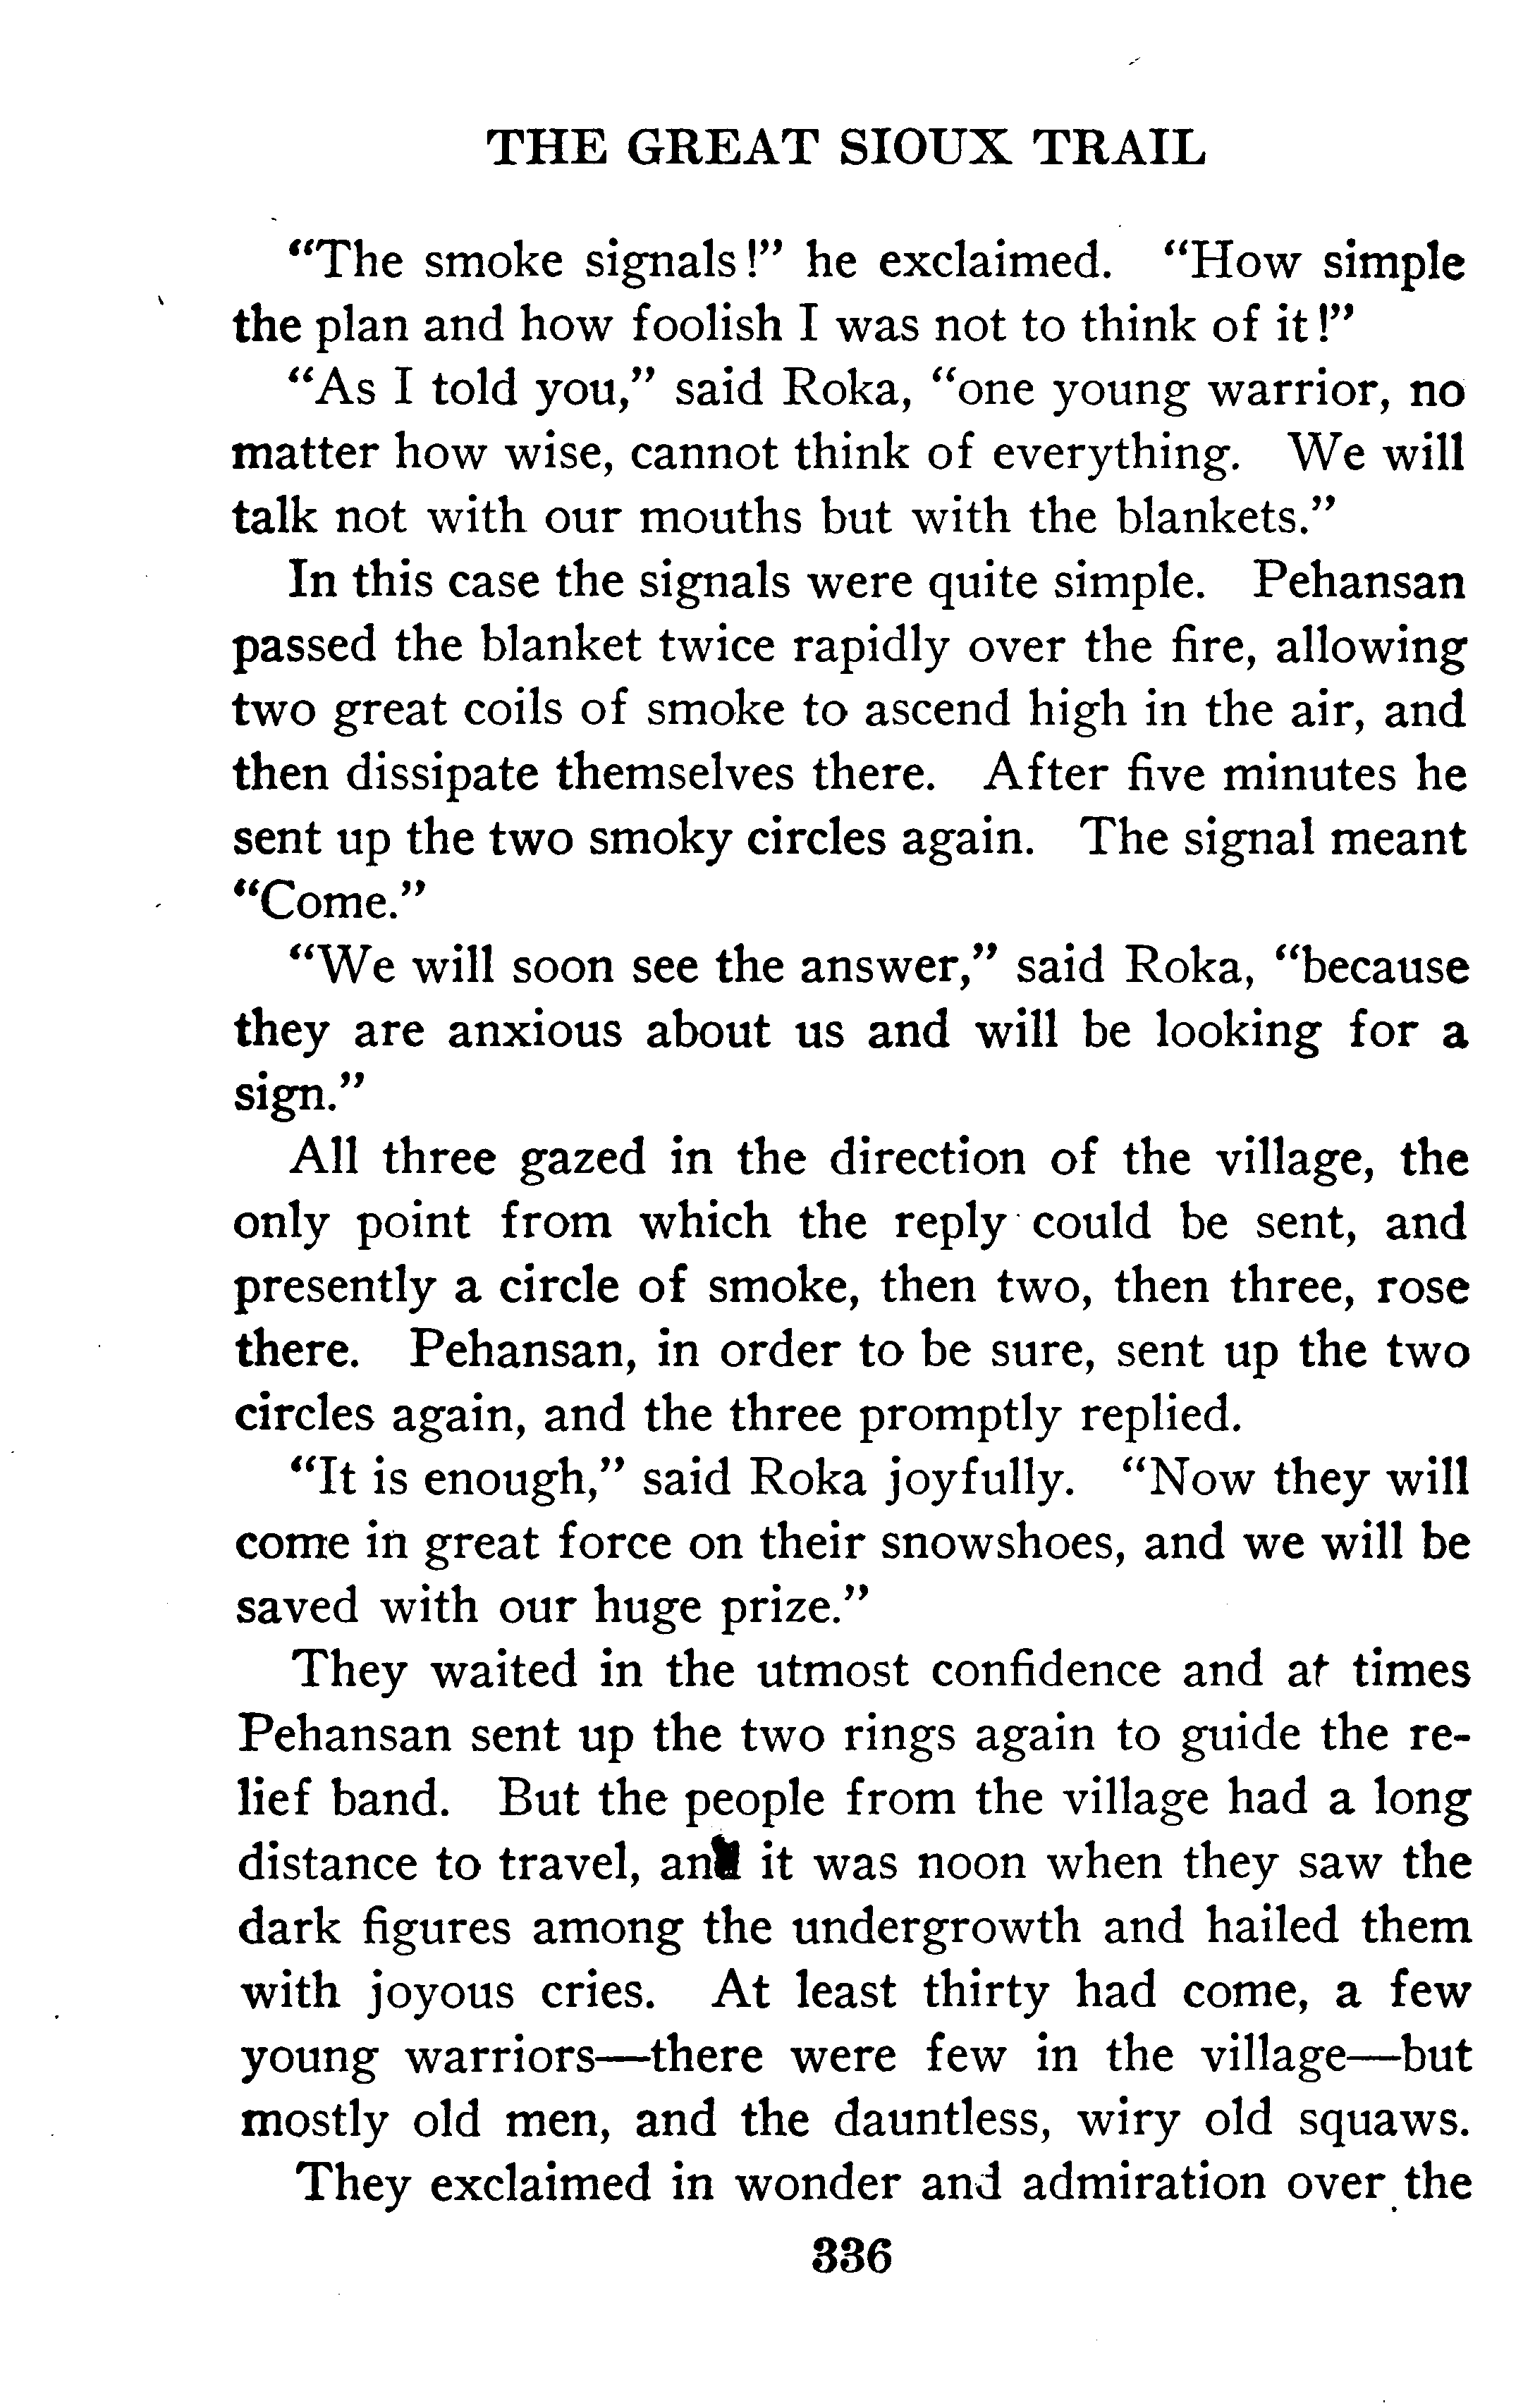 THE GREAT SIOUX TRAIL
"The smoke signals!" he exclaimed. "How simple
the plan and how foolish I was not to think of it!"
"As I told you," said Roka, "one young warrior, no
matter how wise, cannot think of everything. We will
talk not with our mouths but with the blankets."
In this case the signals were quite simple. Pehansan
passed the blanket twice rapidly over the fire, allowing
two great coils of smoke to ascend high in the air, and
then dissipate themselves there. After five minutes he
sent up the two smoky circles again. The signal meant
"Come."
"We will soon see the answer," said Roka, "because
they are anxious about us and will be looking for a
sign."
All three gazed in the direction of the village, the
only point from which the reply could be sent, and
presently a circle of smoke, then two, then three, rose
there. Pehansan, in order to be sure, sent up the two
circles again, and the three promptly replied.
"It is enough," said Roka joyfully. "Now they will
come in great force on their snowshoes, and we will be
saved with our huge prize."
They waited in the utmost confidence and at times
Pehansan sent up the two rings again to guide the re-
lief band. But the people from the village had a long
distance to travel, and it was noon when they saw the
dark figures among the undergrowth and hailed them
with joyous cries. At least thirty had come, a few
young warriors—there were few in the village—but
mostly old men, and the dauntless, wiry old squaws.
They exclaimed in wonder and admiration over the
336